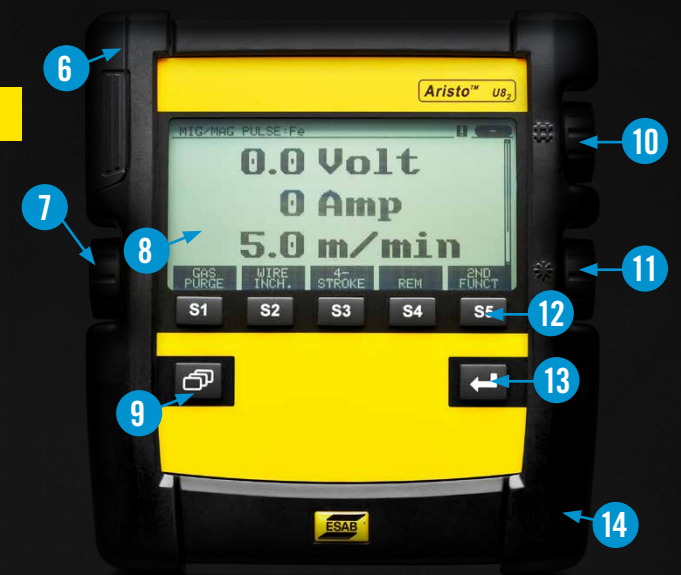 6
Aristo™ U8₂
MIG/MAG PULSE:Fe
0.0 Volt
0 Amp
5.0 m/min
GAS PURGE
WIRE INCH.
4-STROKE
REM
2ND FUNCT
S1 S2 S3 S4 S5
7
8
9
10
11
12
13
14
ESAB